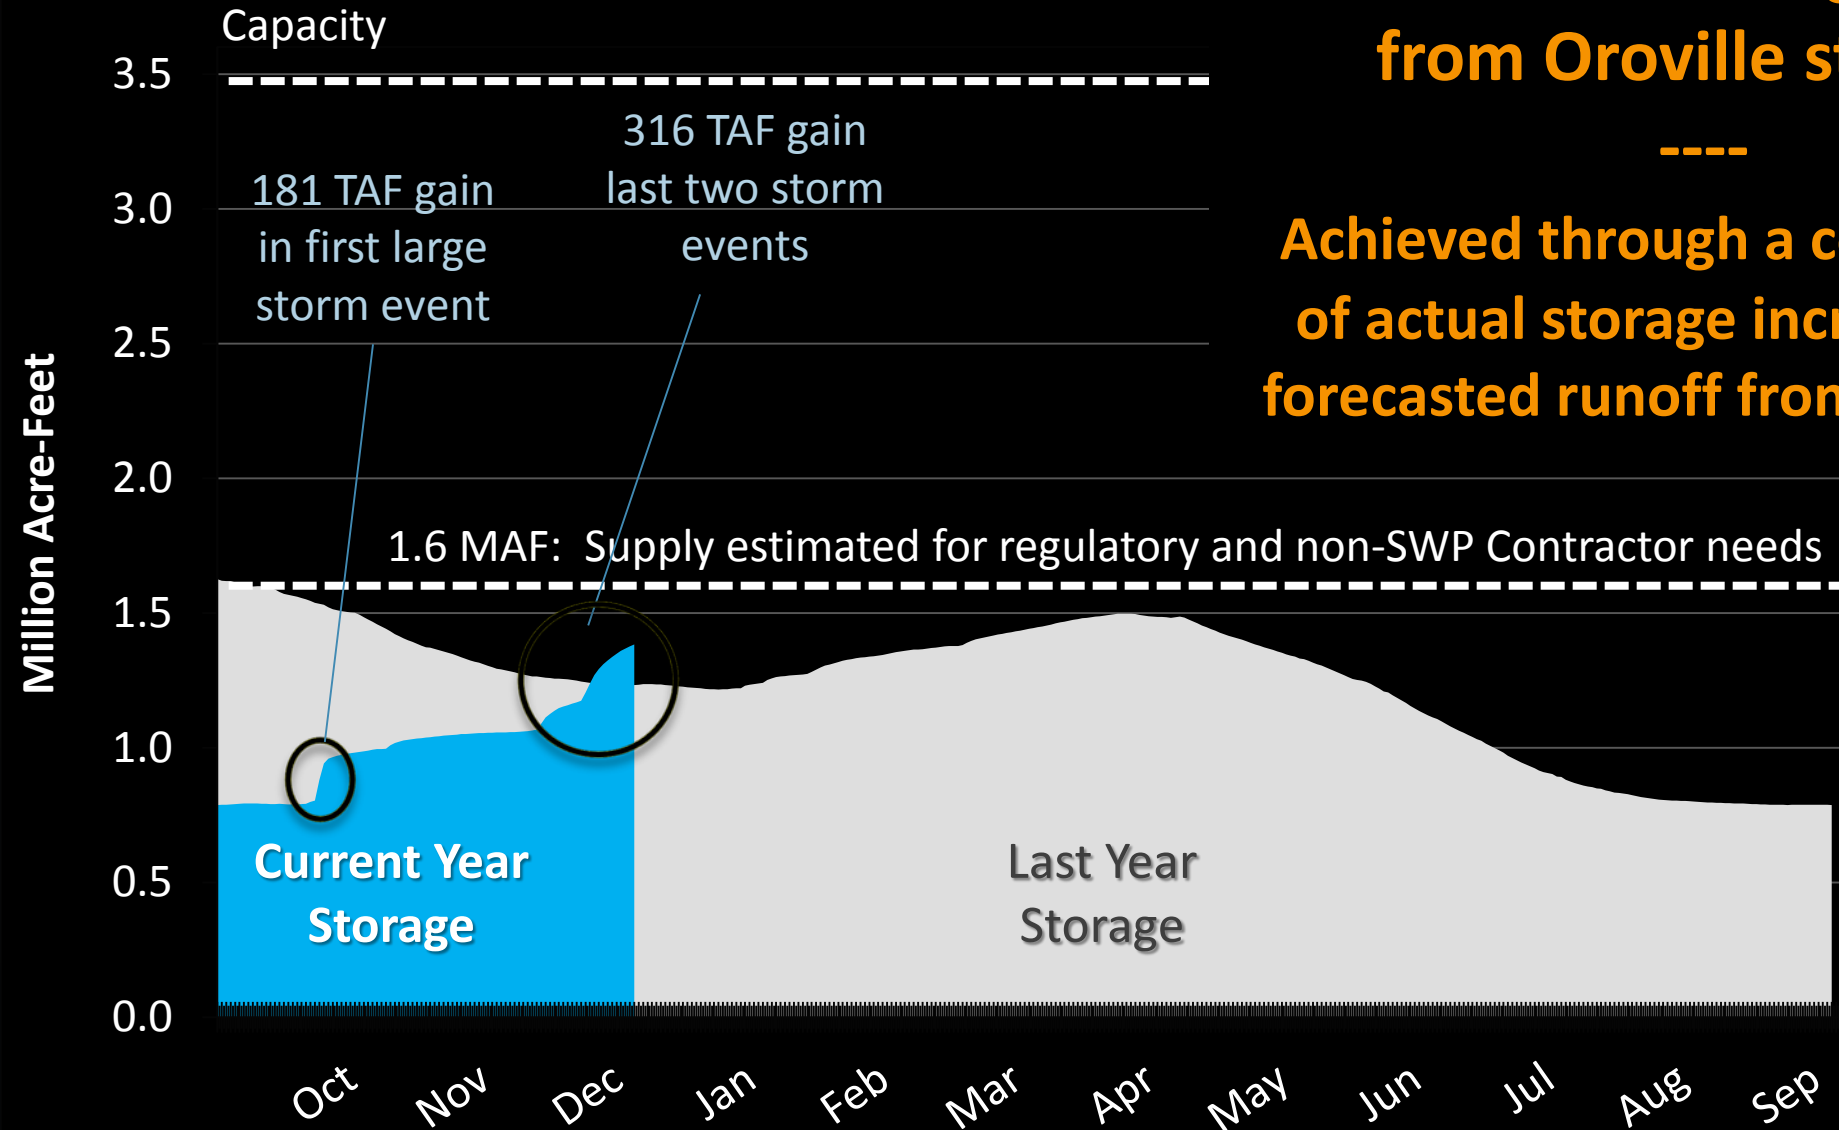 Capacity
from Oroville
----
Achieved through a
of actual storage
forecasted runoff
316 TAF gain
last two storm
events
181 TAF gain
in first large
storm event
1.6 MAF:  Supply estimated for regulatory and non-SWP Contractor needs
Million Acre-Feet
3.5
3.0
2.5
2.0
1.5
1.0
0.5
0.0
Current Year
Storage
Last Year
Storage
Oct
Nov
Dec
Jan
Feb
Mar
Apr
May
Jun
Jul
Aug
Sep